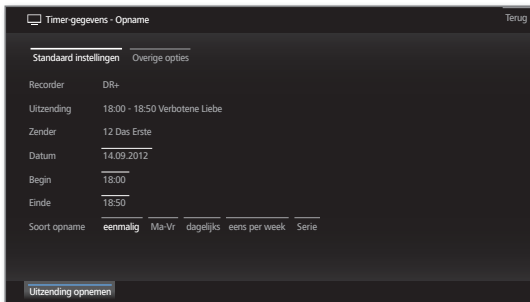 Timer-gegevens - Opname
Terug
Standaard instellingen Overige opties
Recorder DR+
Uitzending 18:00 - 18:50 Verbotene Liebe
Zender 12 Das Erste
Datum 14.09.2012
Begin 18:00
Einde 18:50
Soort opname eenmalig Ma-Vr dagelijks eens per week Serie
Uitzending opnemen